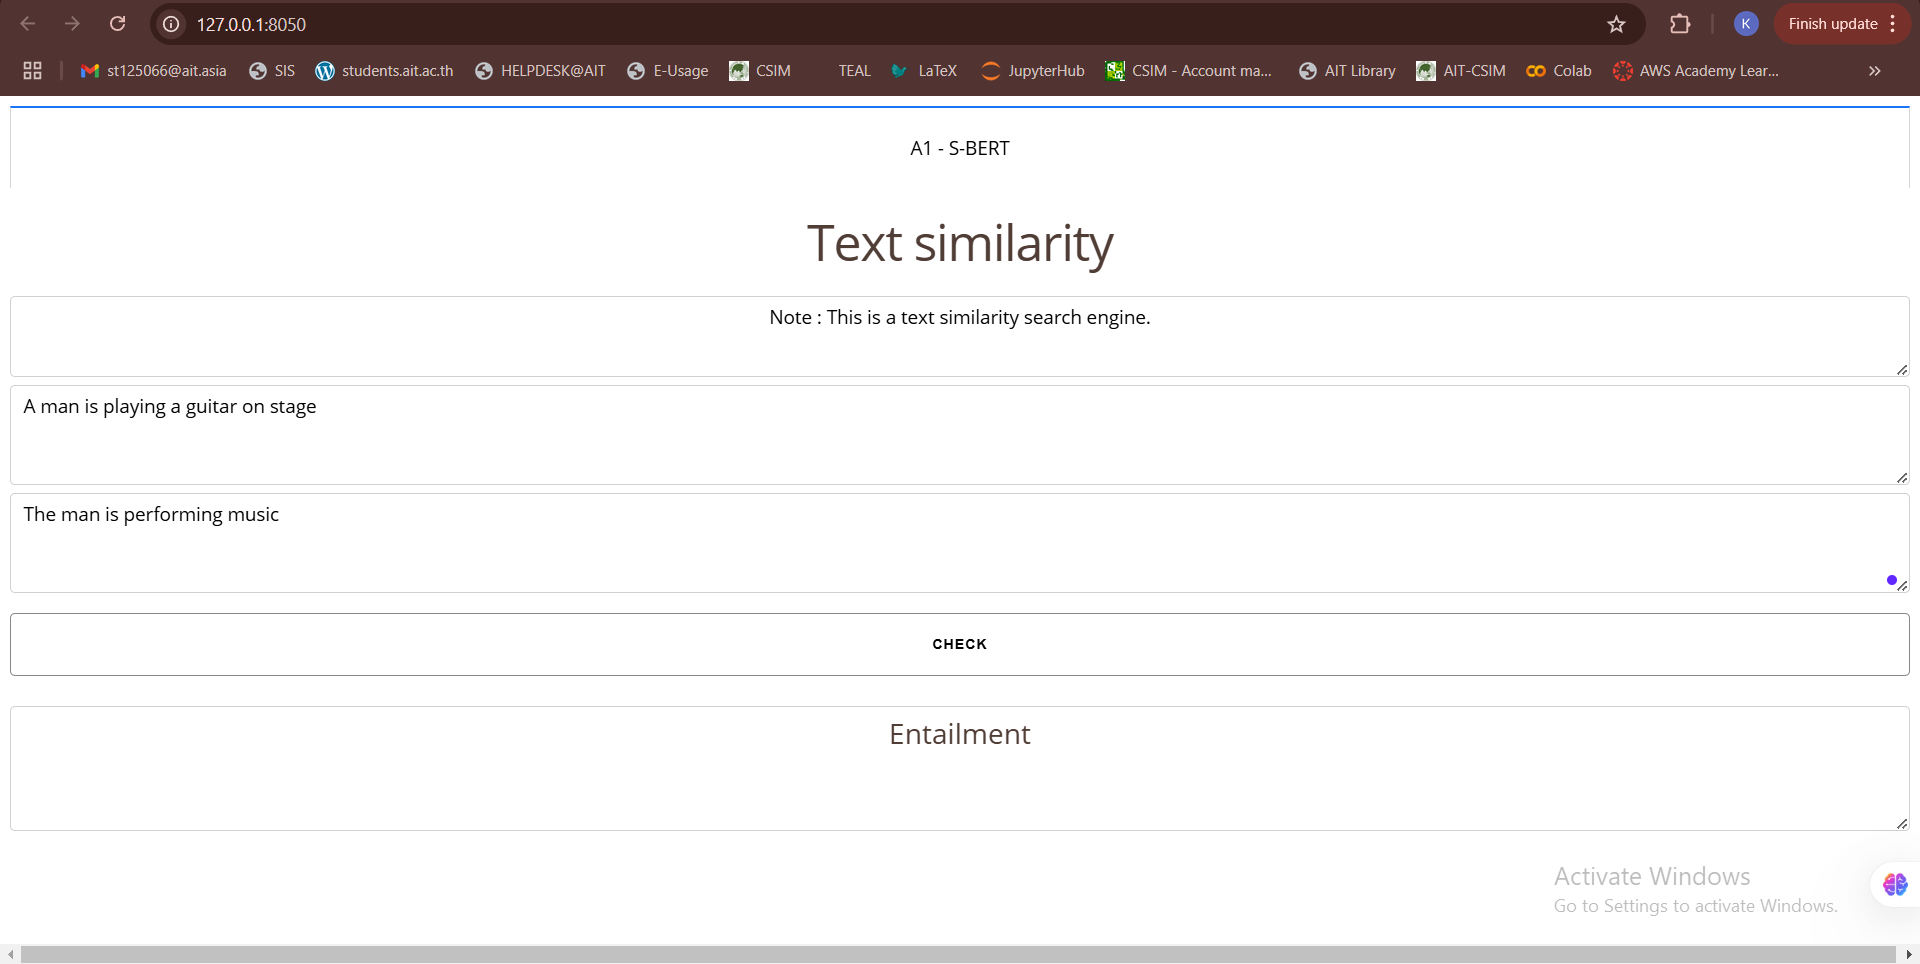 127.0.0.1:8050
K
Finish update
st125066@ait.asia
SIS
students.ait.ac.th
HELPDESK@AIT
E-Usage
CSIM
TEAL
LaTeX
JupyterHub
CSIM - Account ma...
AIT Library
AIT-CSIM
Colab
AWS Academy Lear...
A1 - S-BERT
Text similarity
Note : This is a text similarity search engine.
A man is playing a guitar on stage
The man is performing music
CHECK
Entailment
Activate Windows
Go to Settings to activate Windows.